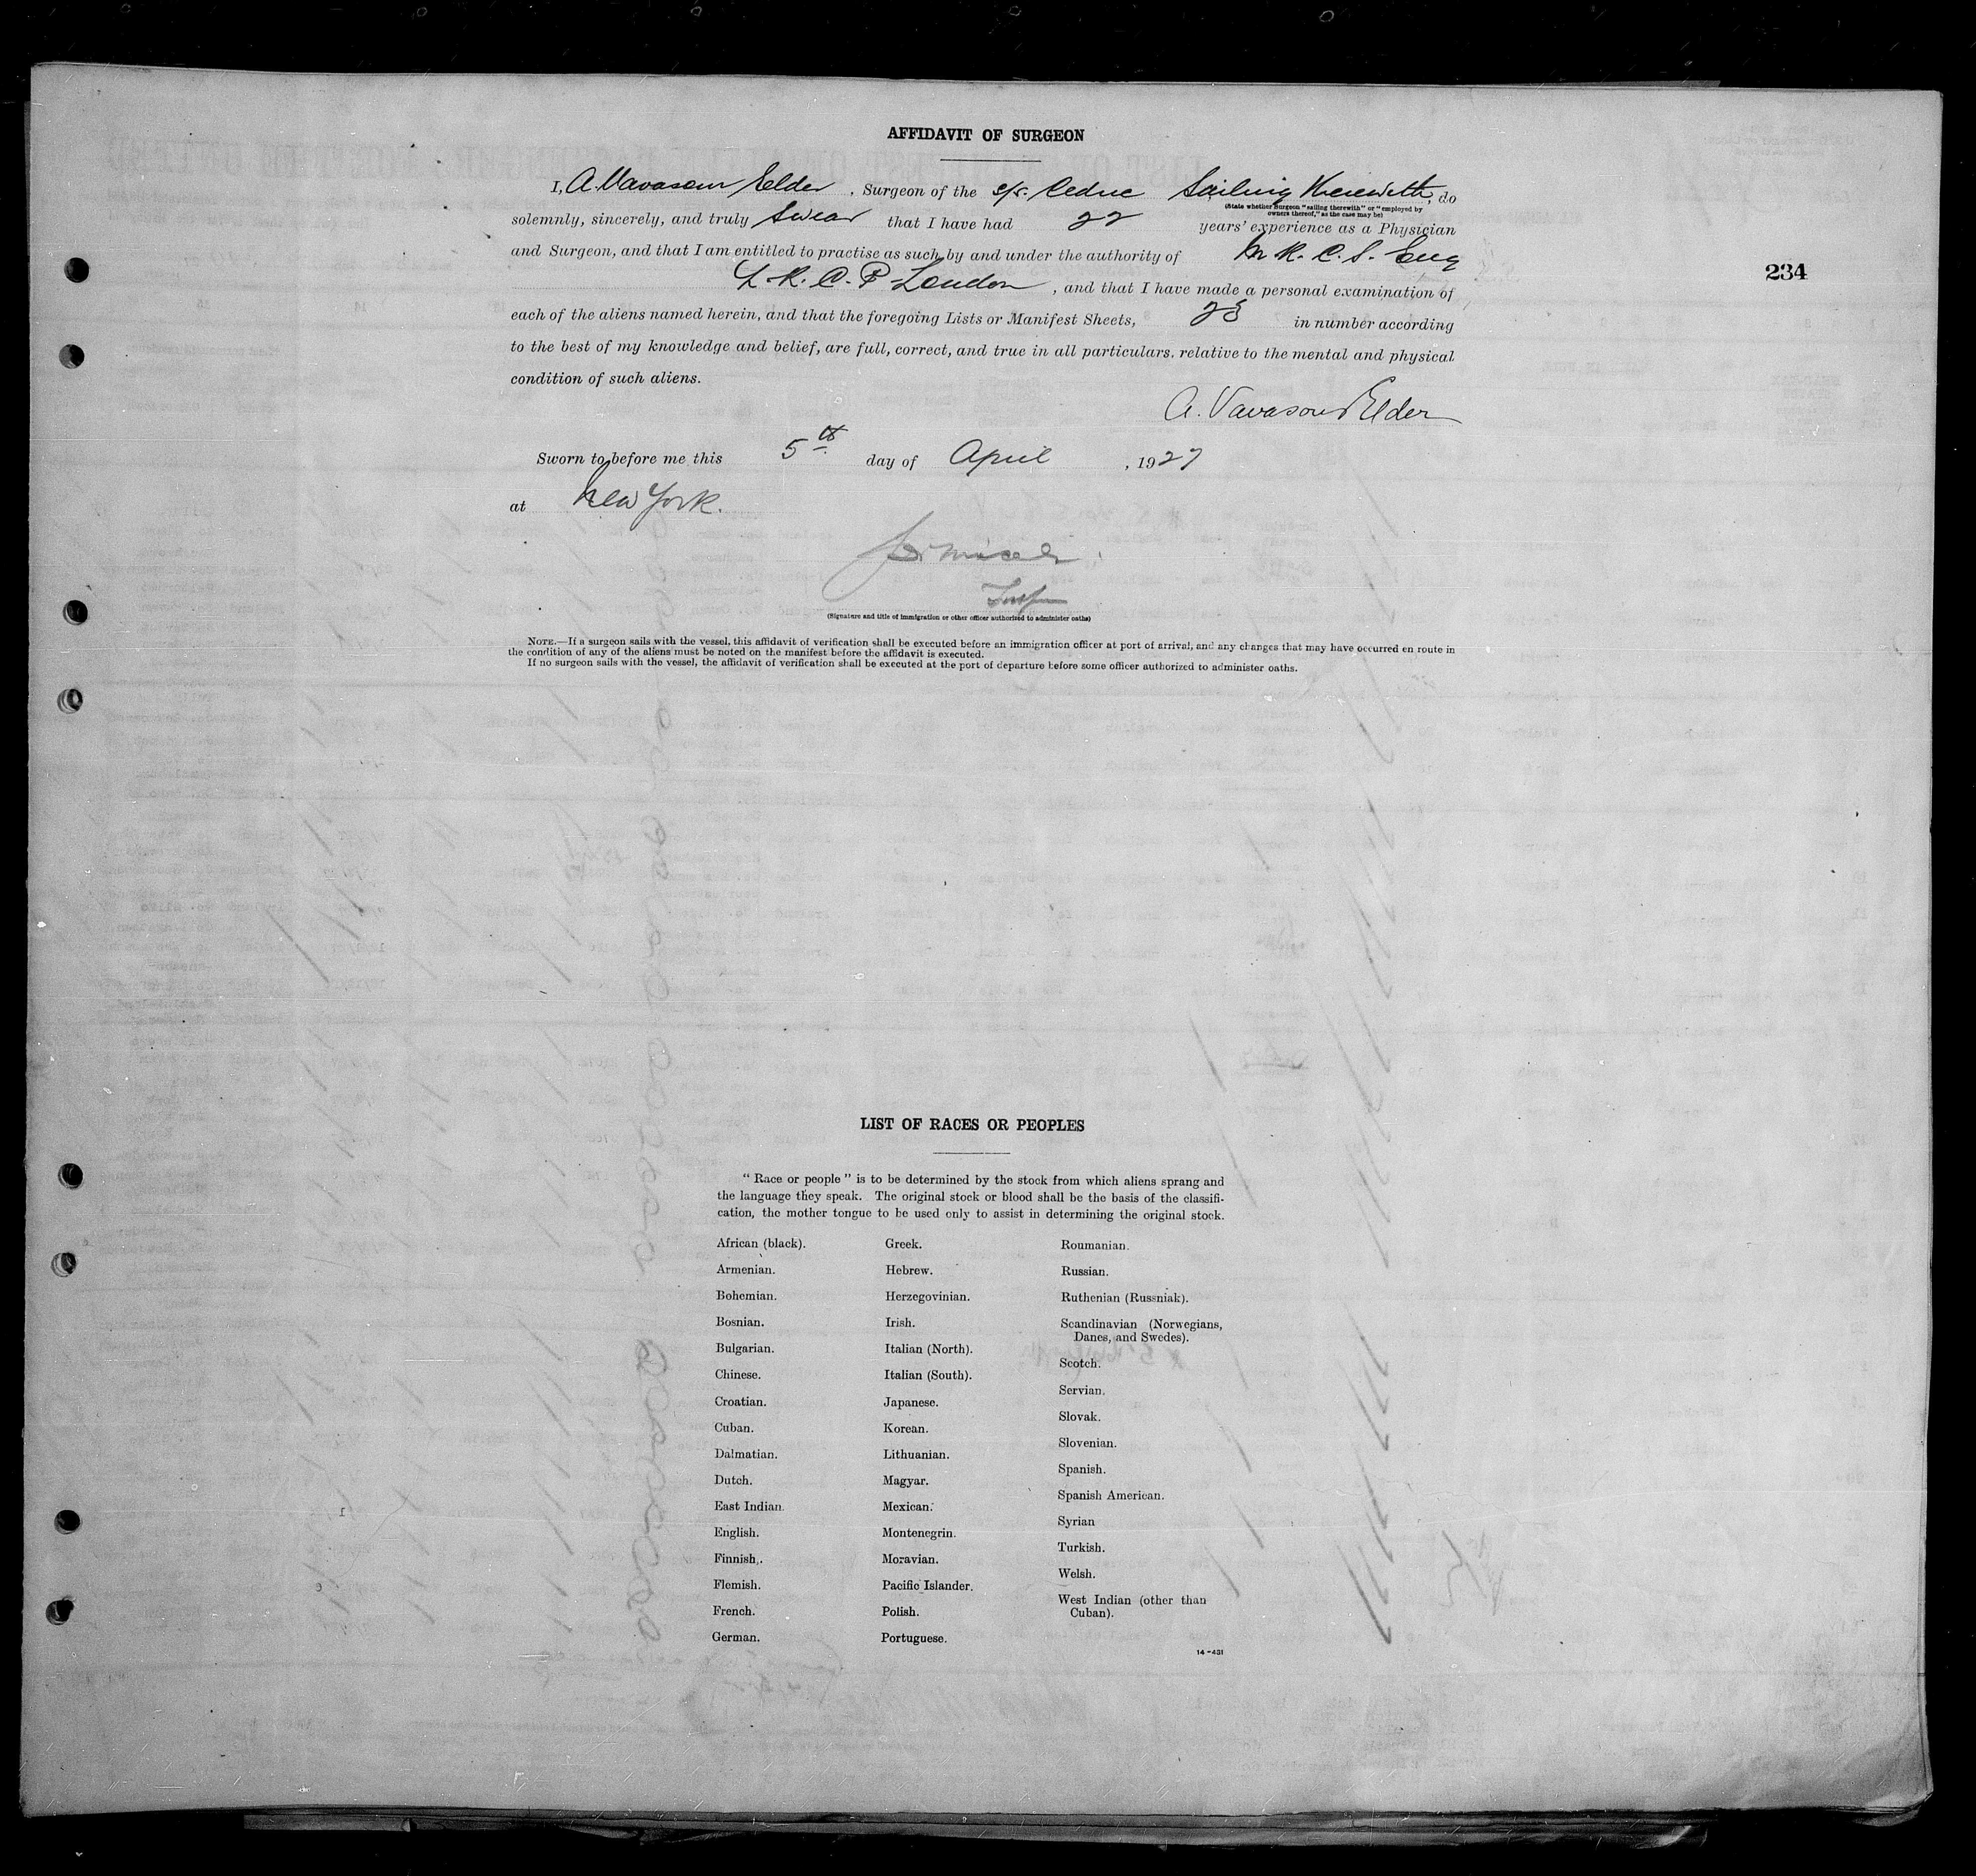 AFFIDAVIT OF SURGEON
I, A. Vavasour Elder, Surgeon of the s/s. Cedric Sailing Therewith, do
(State whether Surgeon "sailing therewith" or "employed by
owners thereof," as the case may be)
solemnly, sincerely, and truly swear that I have had 22 years' experience as a Physician
and Surgeon, and that I am entitled to practise as such by and under the authority of M.R.C.S. Eng
L.R.C.P London, and that I have made a personal examination of
234
each of the aliens named herein, and that the foregoing Lists or Manifest Sheets, 23 in number according
to the best of my knowledge and belief, are full, correct, and true in all particulars, relative to the mental and physical
condition of such aliens.
A. Vavasour Elder
Sworn to before me this 5th day of April, 1927
at New York.
(Signature and title of immigration or other officer authorized to administer oaths)
NOTE.—If a surgeon sails with the vessel, this affidavit of verification shall be executed before an immigration officer at port of arrival, and any changes that may have occurred en route in
the condition of any of the aliens must be noted on the manifest before the affidavit is executed.
If no surgeon sails with the vessel, the affidavit of verification shall be executed at the port of departure before some officer authorized to administer oaths.
LIST OF RACES OR PEOPLES
"Race or people" is to be determined by the stock from which aliens sprang and
the language they speak. The original stock or blood shall be the basis of the classifi-
cation, the mother tongue to be used only to assist in determining the original stock.
African (black).
Armenian.
Bohemian.
Bosnian.
Bulgarian.
Chinese.
Croatian.
Cuban.
Dalmatian.
Dutch.
East Indian.
English.
Finnish.
Flemish.
French.
German.
Greek.
Hebrew.
Herzegovinian.
Irish.
Italian (North).
Italian (South).
Japanese.
Korean.
Lithuanian.
Magyar.
Mexican.
Montenegrin.
Moravian.
Pacific Islander.
Polish.
Portuguese.
Roumanian.
Russian.
Ruthenian (Russniak).
Scandinavian (Norwegians,
Danes, and Swedes).
Scotch.
Servian.
Slovak.
Slovenian.
Spanish.
Spanish American.
Syrian
Turkish.
Welsh.
West Indian (other than
Cuban).
14-431